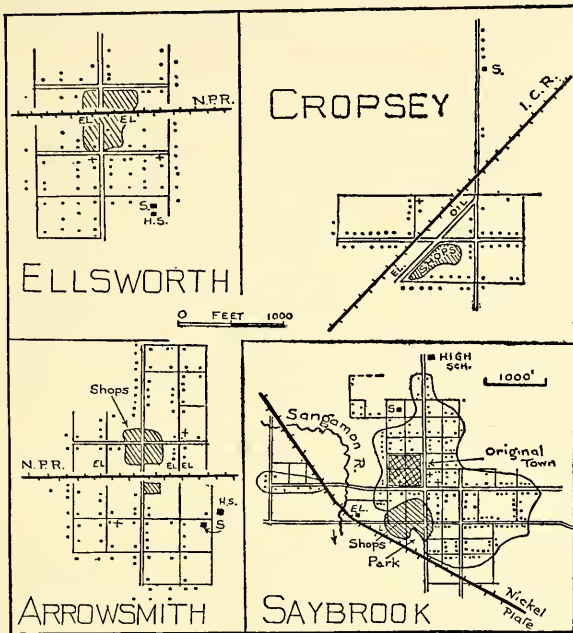 N.P.R.
EL. EL.
S.
H.S.
ELLSWORTH
CROPSEY
S.
I.C.R.
OIL
EL.
SHOPS
0 FEET 1000
Shops
N.P.R.
EL EL EL
H.S.
S
ARROWSMITH
HIGH
SCH.
1000'
S
Sangamon R.
Original
Town
EL.
Shops
Park
Nickel
Plate
SAYBROOK